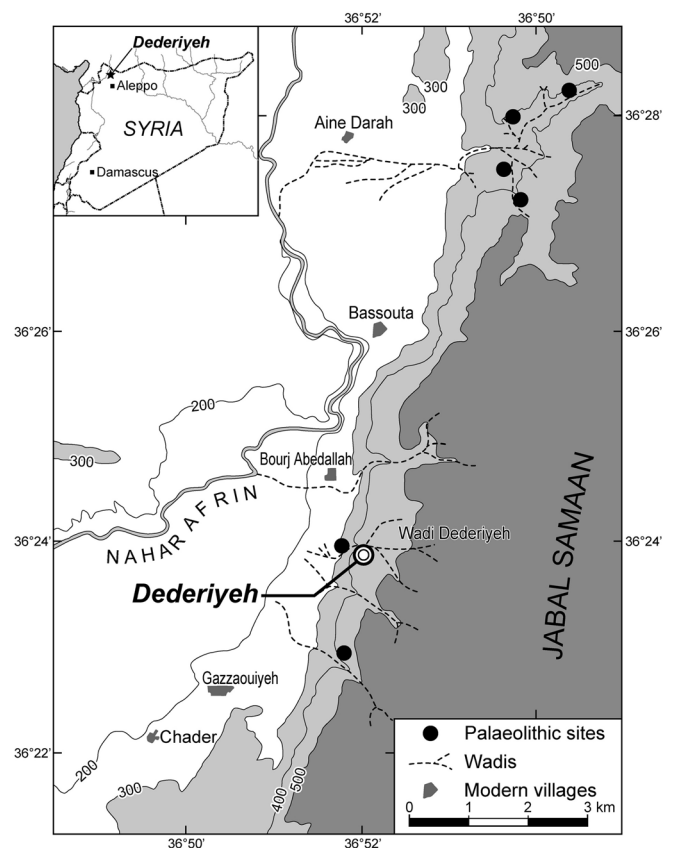 36°52' 36°50'
Dederiyeh
Aleppo
SYRIA
Damascus
500
300
300
Aine Darah
36°28'
Bassouta
36°26' 36°26'
200
300
Bourj Abedallah
NAHAR AFRIN
Wadi Dederiyeh
36°24' 36°24'
Dederiyeh
JABAL SAMAAN
Gazzaouiyeh
Chader
36°22'
200
300
400
500
Palaeolithic sites
Wadis
Modern villages
0 1 2 3 km
36°50' 36°52'